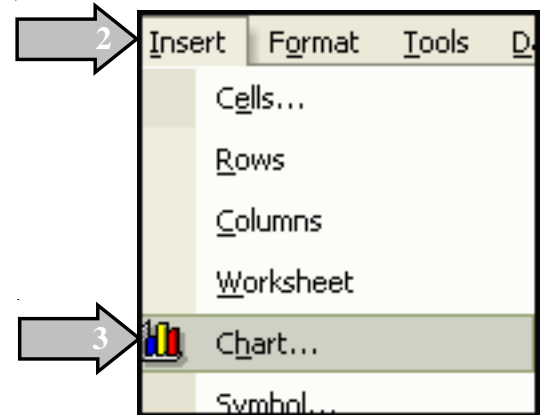 2 Insert Format Tools D
Cells...
Rows
Columns
Worksheet
3 Chart...
Symbol...